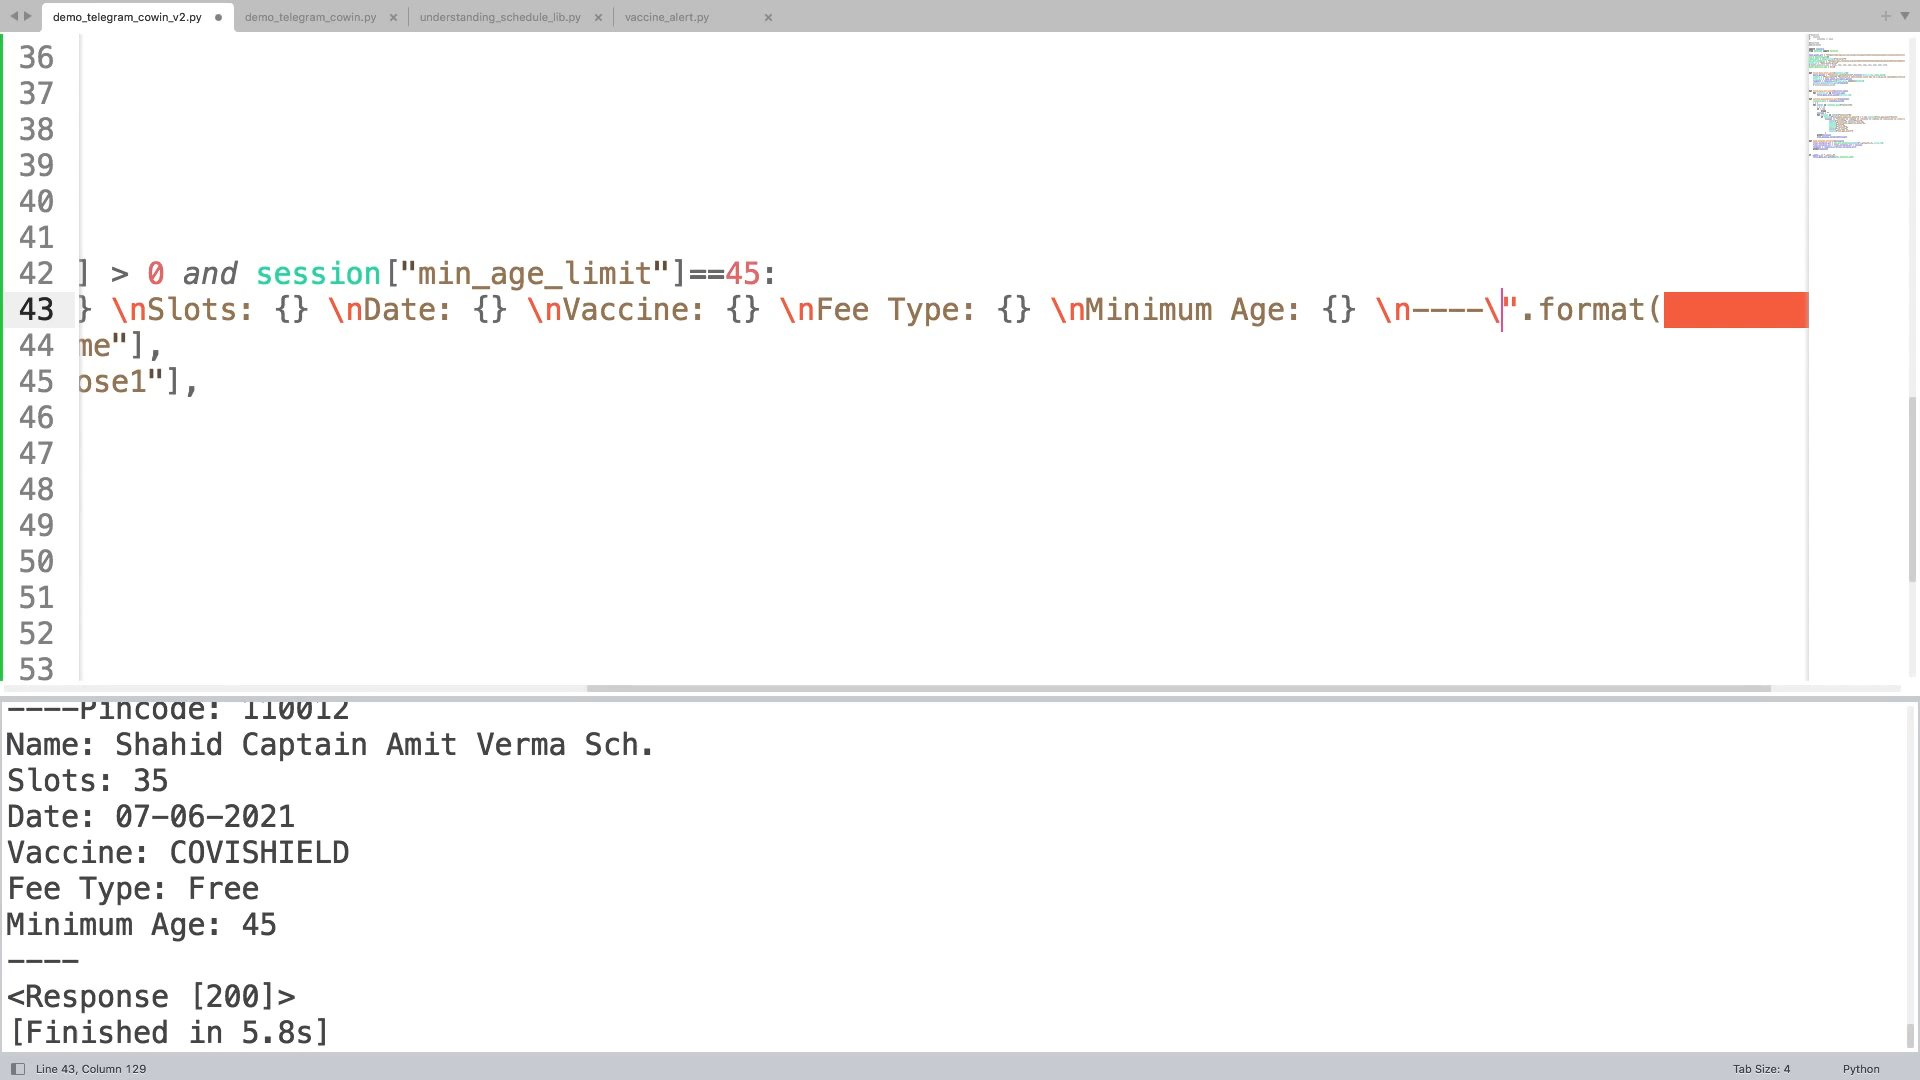 demo_telegram_cowin_v2.py demo_telegram_cowin.py understanding_schedule_lib.py vaccine_alert.py
36
37
38
39
40
41
42 ] > 0 and session["min_age_limit"]==45:
43 } \nSlots: {} \nDate: {} \nVaccine: {} \nFee Type: {} \nMinimum Age: {} \n----\".format(
44 me"],
45 ose1"],
46
47
48
49
50
51
52
53
----Pincode: 110012
Name: Shahid Captain Amit Verma Sch.
Slots: 35
Date: 07-06-2021
Vaccine: COVISHIELD
Fee Type: Free
Minimum Age: 45
----
<Response [200]>
[Finished in 5.8s]
Line 43, Column 129 Tab Size: 4 Python